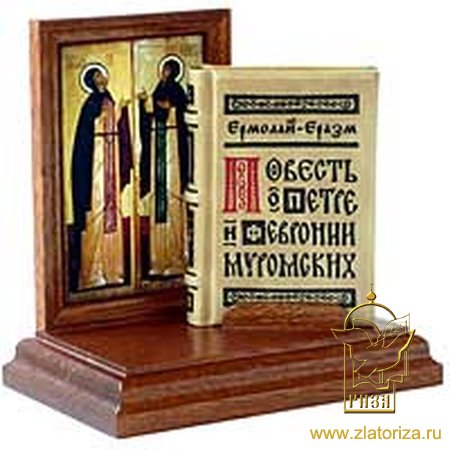 Ермолай-Еразм
ПОВЕСТЬ
О ПЕТРЕ
И ФЕВРОНИИ
МУРОМСКИХ
РИЗА
www.zlatoriza.ru